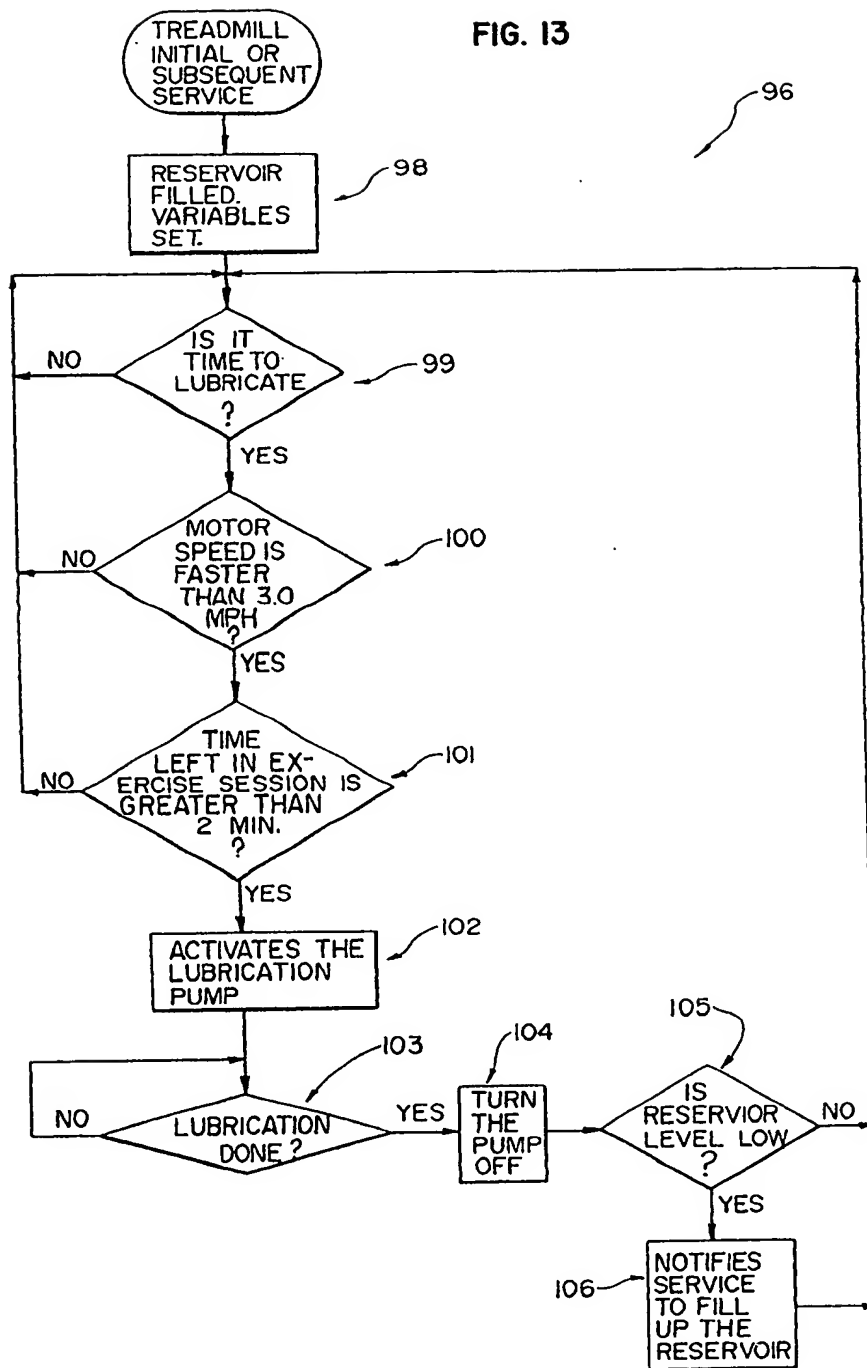 FIG. 13
TREADMILL
INITIAL OR
SUBSEQUENT
SERVICE
96
RESERVOIR
FILLED.
VARIABLES
SET.
98
IS IT
TIME TO
LUBRICATE
?
99
NO
YES
MOTOR
SPEED IS
FASTER
THAN 3.0
MPH
?
100
NO
YES
TIME
LEFT IN EX-
ERCISE SESSION IS
GREATER THAN
2 MIN.
?
101
NO
YES
ACTIVATES THE
LUBRICATION
PUMP
102
LUBRICATION
DONE?
103
NO
YES
TURN
THE
PUMP
OFF
104
IS
RESERVIOR
LEVEL LOW
?
105
NO
YES
NOTIFIES
SERVICE
TO FILL
UP THE
RESERVOIR
106